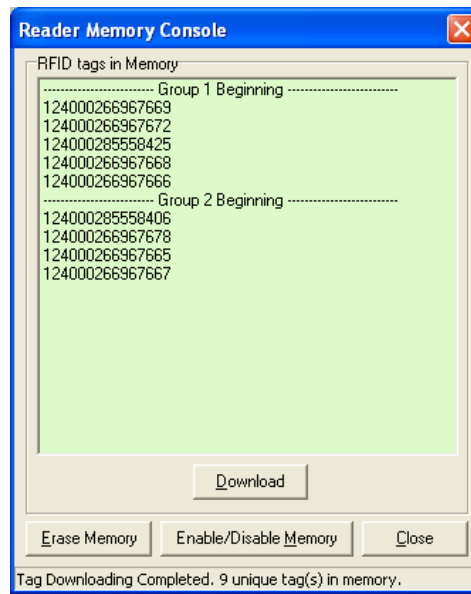 Reader Memory Console
RFID tags in Memory
------------------------- Group 1 Beginning -------------------------
124000266967669
124000266967672
124000285558425
124000266967668
124000266967666
------------------------- Group 2 Beginning -------------------------
124000285558406
124000266967678
124000266967665
124000266967667
Download
Erase Memory Enable/Disable Memory Close
Tag Downloading Completed. 9 unique tag(s) in memory.